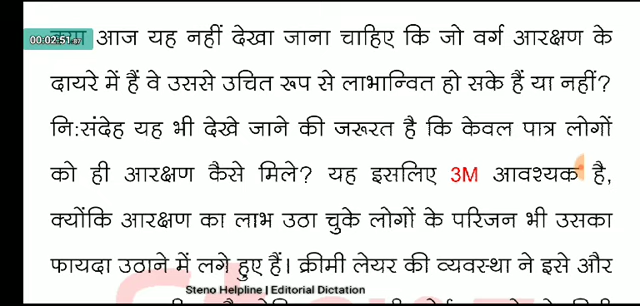 00:02:51.87
आज यह नहीं देखा जाना चाहिए कि जो वर्ग आरक्षण के
दायरे में हैं वे उससे उचित रूप से लाभान्वित हो सके हैं या नहीं?
नि:संदेह यह भी देखे जाने की जरूरत है कि केवल पात्र लोगों
को ही आरक्षण कैसे मिले? यह इसलिए 3M आवश्यक है,
क्योंकि आरक्षण का लाभ उठा चुके लोगों के परिजन भी उसका
फायदा उठाने में लगे हुए हैं। क्रीमी लेयर की व्यवस्था ने इसे और
Steno Helpline | Editorial Dictation